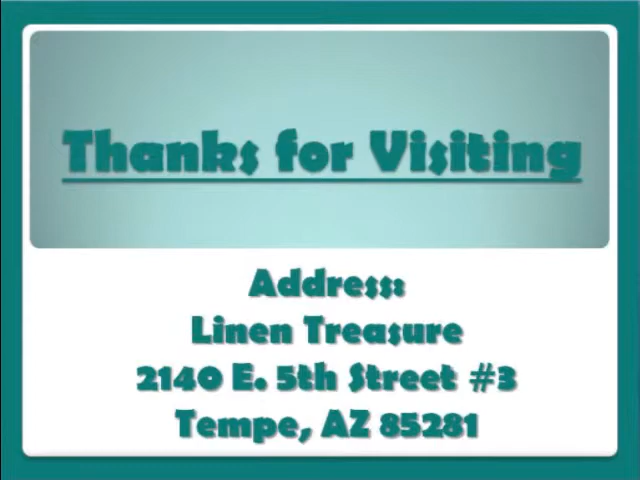 Thanks for Visiting
Address:
Linen Treasure
2140 E. 5th Street #3
Tempe, AZ 85281